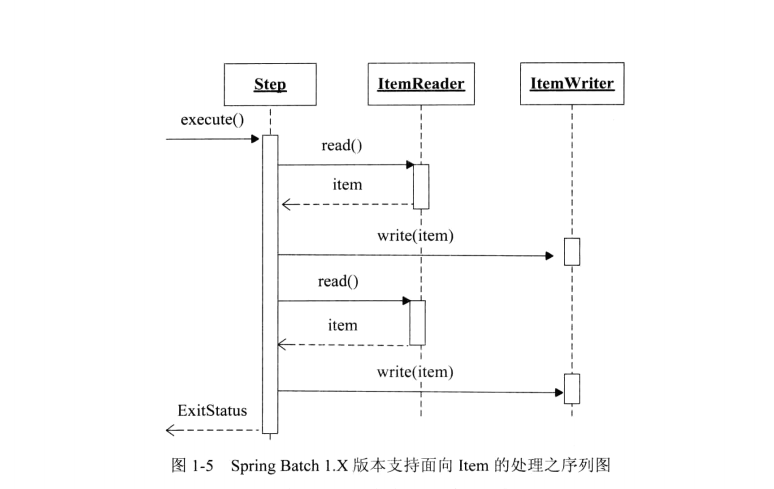 Step
ItemReader
ItemWriter
execute()
read()
item
write(item)
read()
item
write(item)
ExitStatus
图 1-5 Spring Batch 1.X 版本支持面向 Item 的处理之序列图